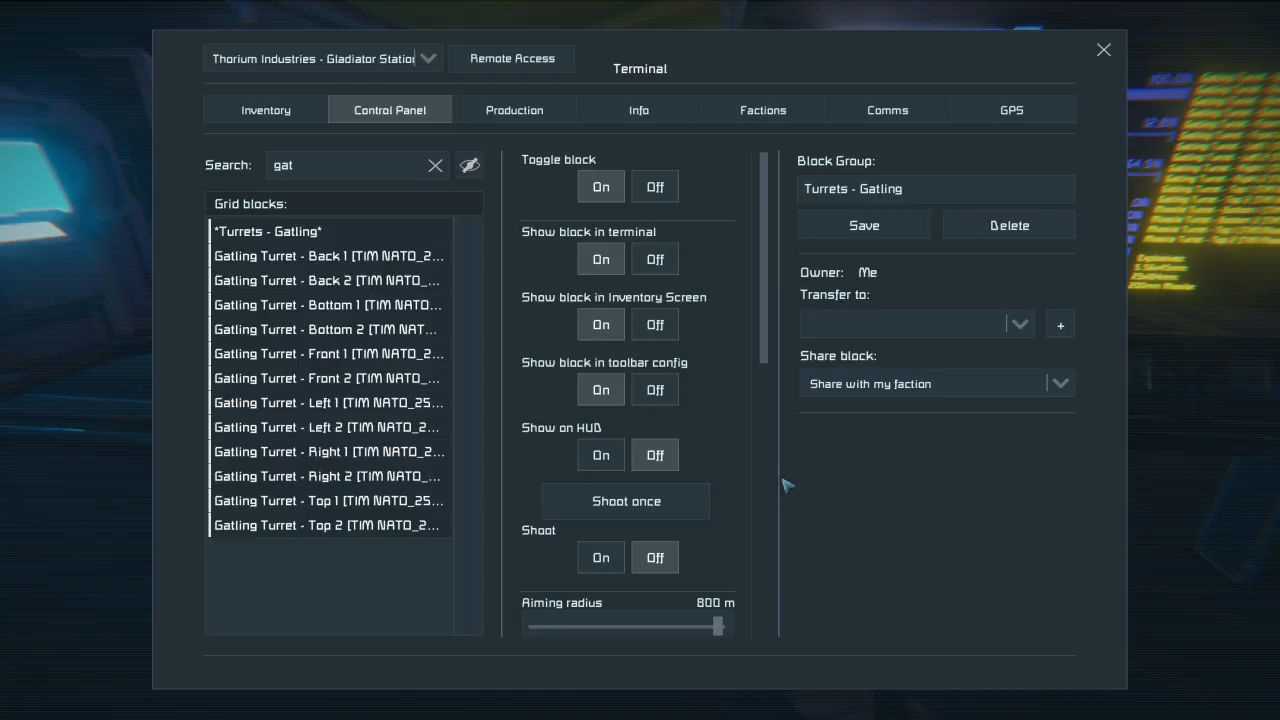 Thorium Industries - Gladiator Station
Remote Access
Terminal
Inventory
Control Panel
Production
Info
Factions
Comms
GPS
Search:
gat
Grid blocks:
*Turrets - Gatling*
Gatling Turret - Back 1 [TIM NATO_2...
Gatling Turret - Back 2 [TIM NATO_...
Gatling Turret - Bottom 1 [TIM NATO...
Gatling Turret - Bottom 2 [TIM NAT...
Gatling Turret - Front 1 [TIM NATO_2...
Gatling Turret - Front 2 [TIM NATO_...
Gatling Turret - Left 1 [TIM NATO_25...
Gatling Turret - Left 2 [TIM NATO_2...
Gatling Turret - Right 1 [TIM NATO_2...
Gatling Turret - Right 2 [TIM NATO_...
Gatling Turret - Top 1 [TIM NATO_25...
Gatling Turret - Top 2 [TIM NATO_2...
Toggle block
On Off
Show block in terminal
On Off
Show block in Inventory Screen
On Off
Show block in toolbar config
On Off
Show on HUD
On Off
Shoot once
Shoot
On Off
Aiming radius 800 m
Block Group:
Turrets - Gatling
Save
Delete
Owner: Me
Transfer to:
+
Share block:
Share with my faction